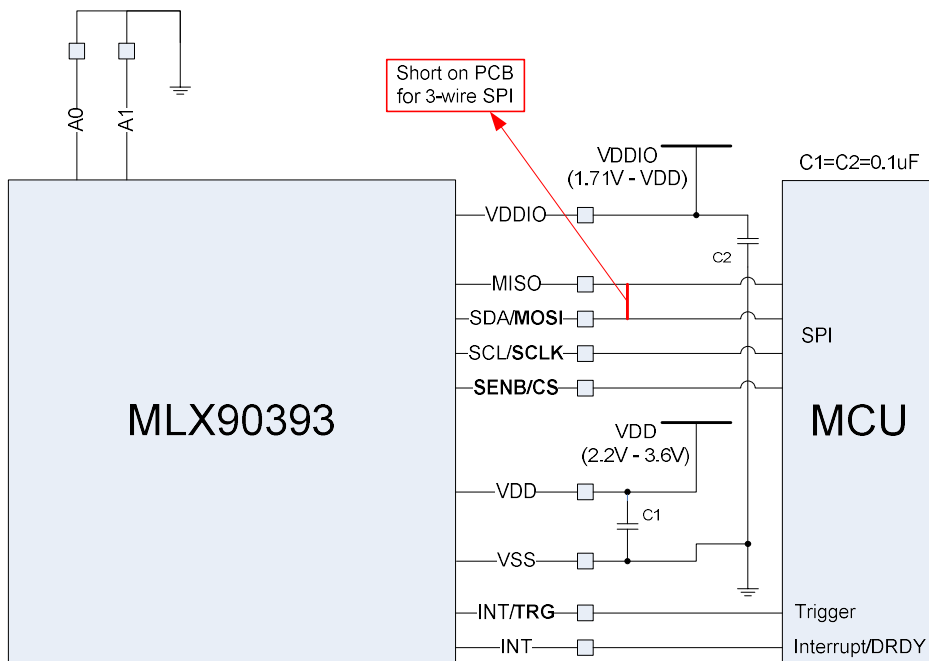 A0
A1
Short on PCB
for 3-wire SPI
VDDIO
(1.71V - VDD)
C1=C2=0.1uF
VDDIO
C2
MISO
SDA/MOSI
SPI
SCL/SCLK
SENB/CS
MLX90393
MCU
VDD
(2.2V - 3.6V)
VDD
C1
VSS
INT/TRG
Trigger
INT
Interrupt/DRDY